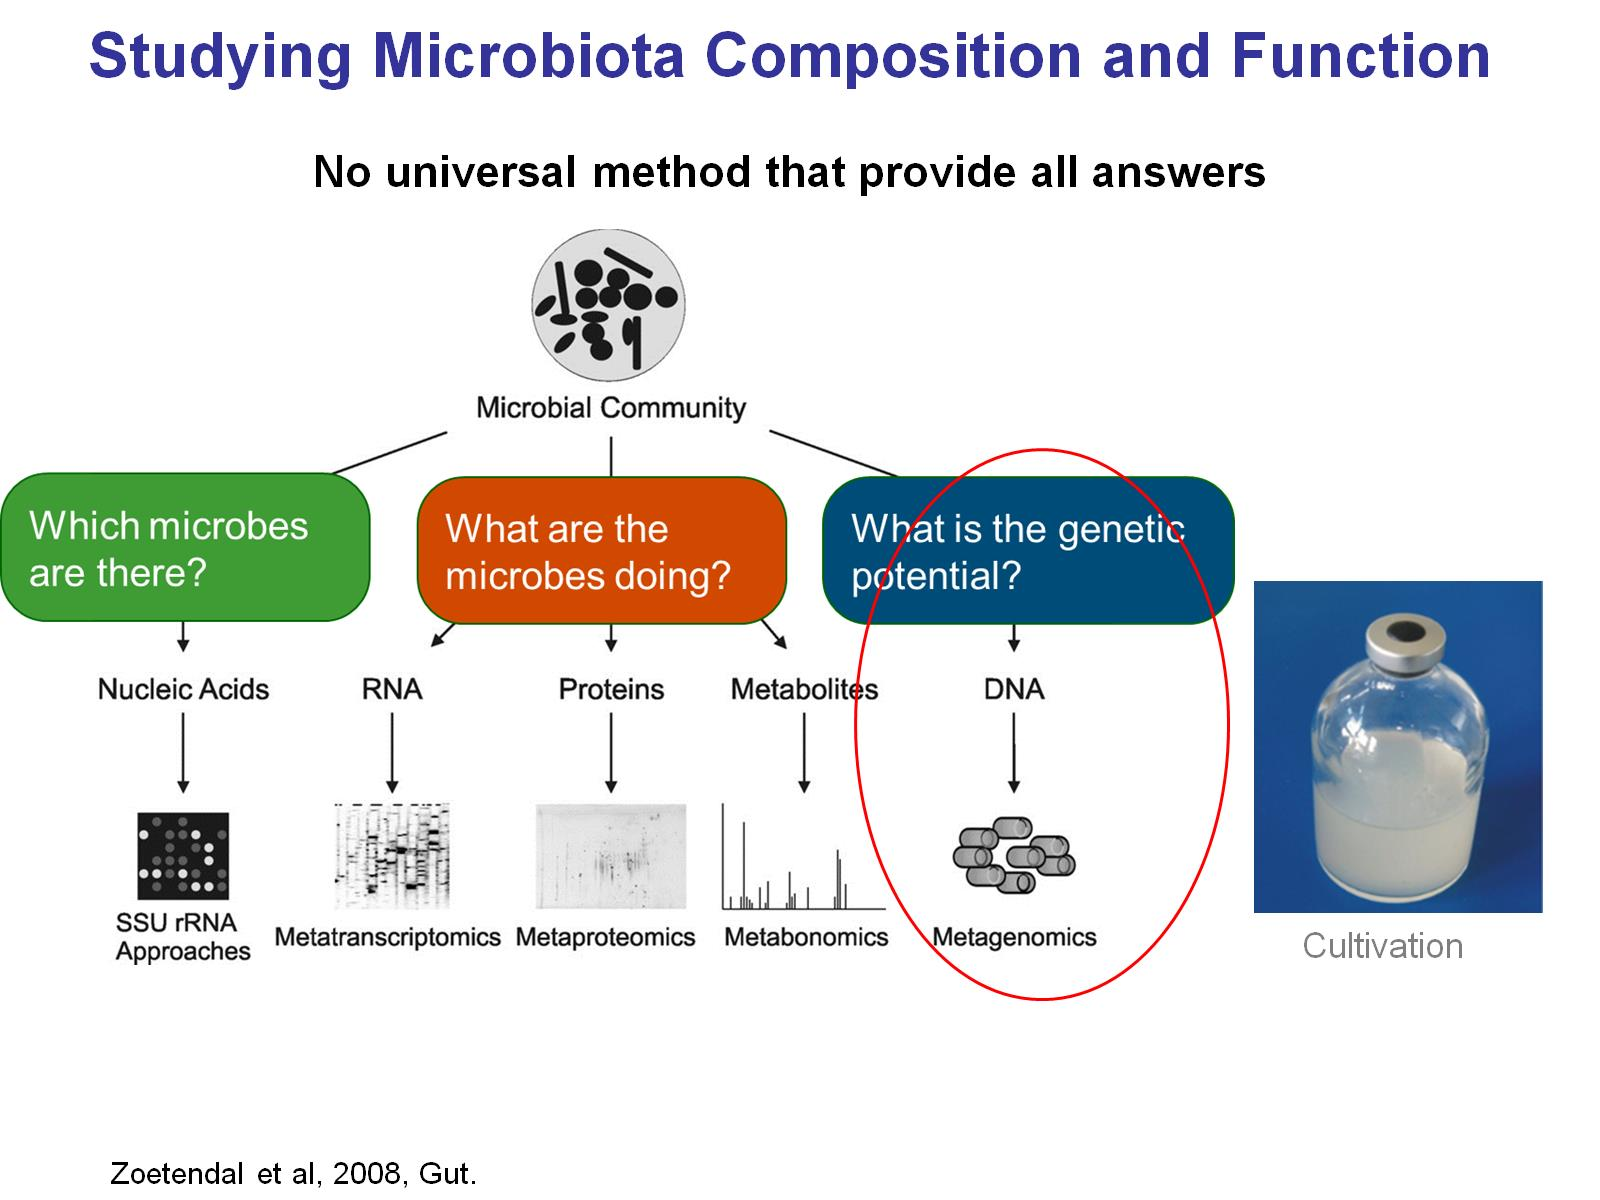 Studying Microbiota Composition and Function
No universal method that provide all answers
Microbial Community
Which microbes
are there?
What are the
microbes doing?
What is the genetic
potential?
Nucleic Acids
RNA
Proteins
Metabolites
DNA
SSU rRNA
Approaches
Metatranscriptomics
Metaproteomics
Metabonomics
Metagenomics
Cultivation
Zoetendal et al, 2008, Gut.